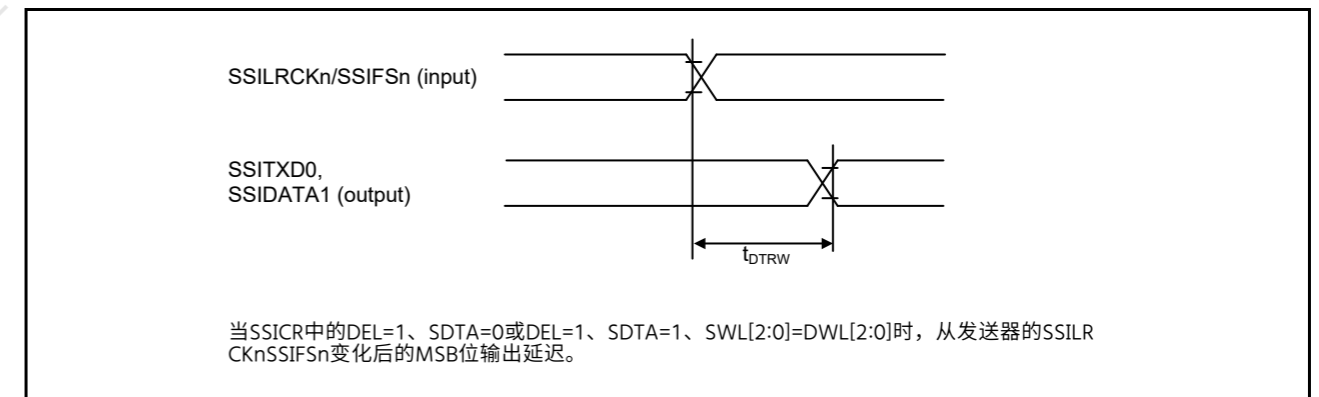 SSILRCKn/SSIFSn (input)
SSITXD0,
SSIDATA1 (output)
tDTRW
当SSICR中的DEL=1、SDTA=0或DEL=1、SDTA=1、SWL[2:0]=DWL[2:0]时，从发送器的SSILR
CKnSSIFSn变化后的MSB位输出延迟。